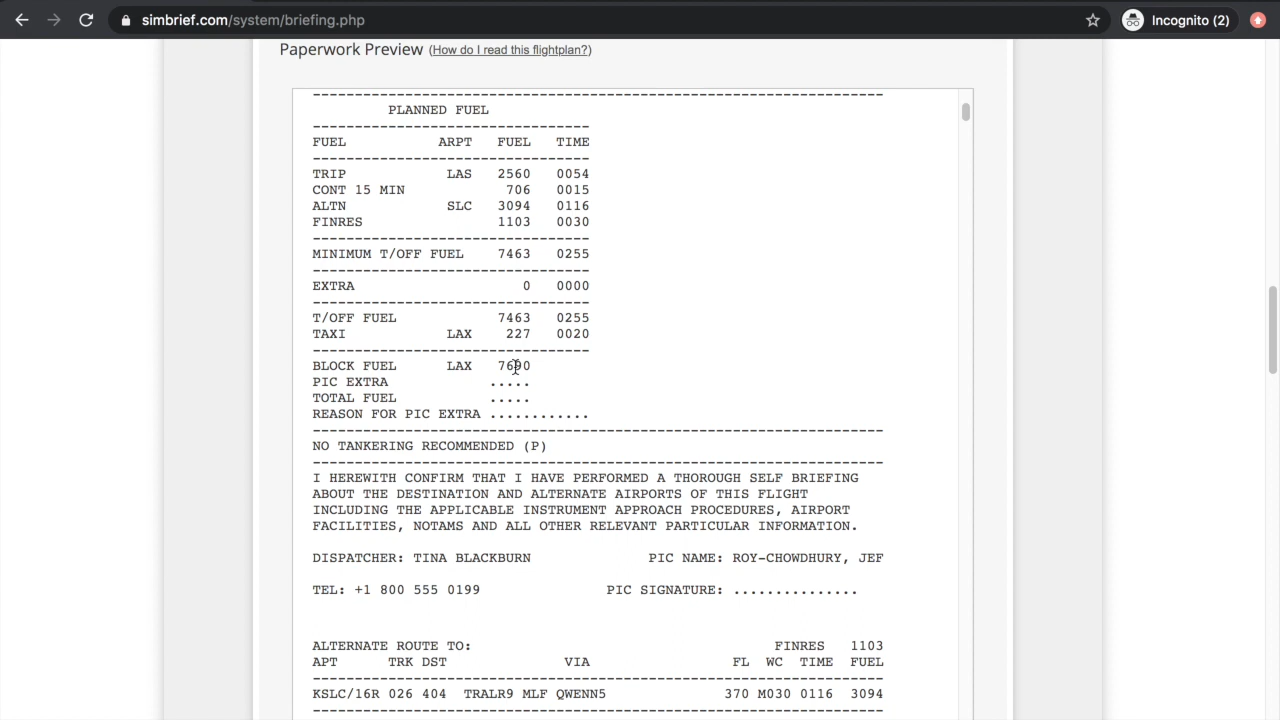 simbrief.com/system/briefing.php
Incognito (2)
Paperwork Preview (How do I read this flightplan?)
--------------------------------------------------------------------
PLANNED FUEL
---------------------------------
FUEL ARPT FUEL TIME
---------------------------------
TRIP LAS 2560 0054
CONT 15 MIN 706 0015
ALTN SLC 3094 0116
FINRES 1103 0030
---------------------------------
MINIMUM T/OFF FUEL 7463 0255
---------------------------------
EXTRA 0 0000
---------------------------------
T/OFF FUEL 7463 0255
TAXI LAX 227 0020
---------------------------------
BLOCK FUEL LAX 7690
PIC EXTRA .....
TOTAL FUEL .....
REASON FOR PIC EXTRA ............
--------------------------------------------------------------------
NO TANKERING RECOMMENDED (P)
--------------------------------------------------------------------
I HEREWITH CONFIRM THAT I HAVE PERFORMED A THOROUGH SELF BRIEFING
ABOUT THE DESTINATION AND ALTERNATE AIRPORTS OF THIS FLIGHT
INCLUDING THE APPLICABLE INSTRUMENT APPROACH PROCEDURES, AIRPORT
FACILITIES, NOTAMS AND ALL OTHER RELEVANT PARTICULAR INFORMATION.
DISPATCHER: TINA BLACKBURN PIC NAME: ROY-CHOWDHURY, JEF
TEL: +1 800 555 0199 PIC SIGNATURE: ...............
ALTERNATE ROUTE TO: FINRES 1103
APT TRK DST VIA FL WC TIME FUEL
--------------------------------------------------------------------
KSLC/16R 026 404 TRALR9 MLF QWENN5 370 M030 0116 3094
--------------------------------------------------------------------